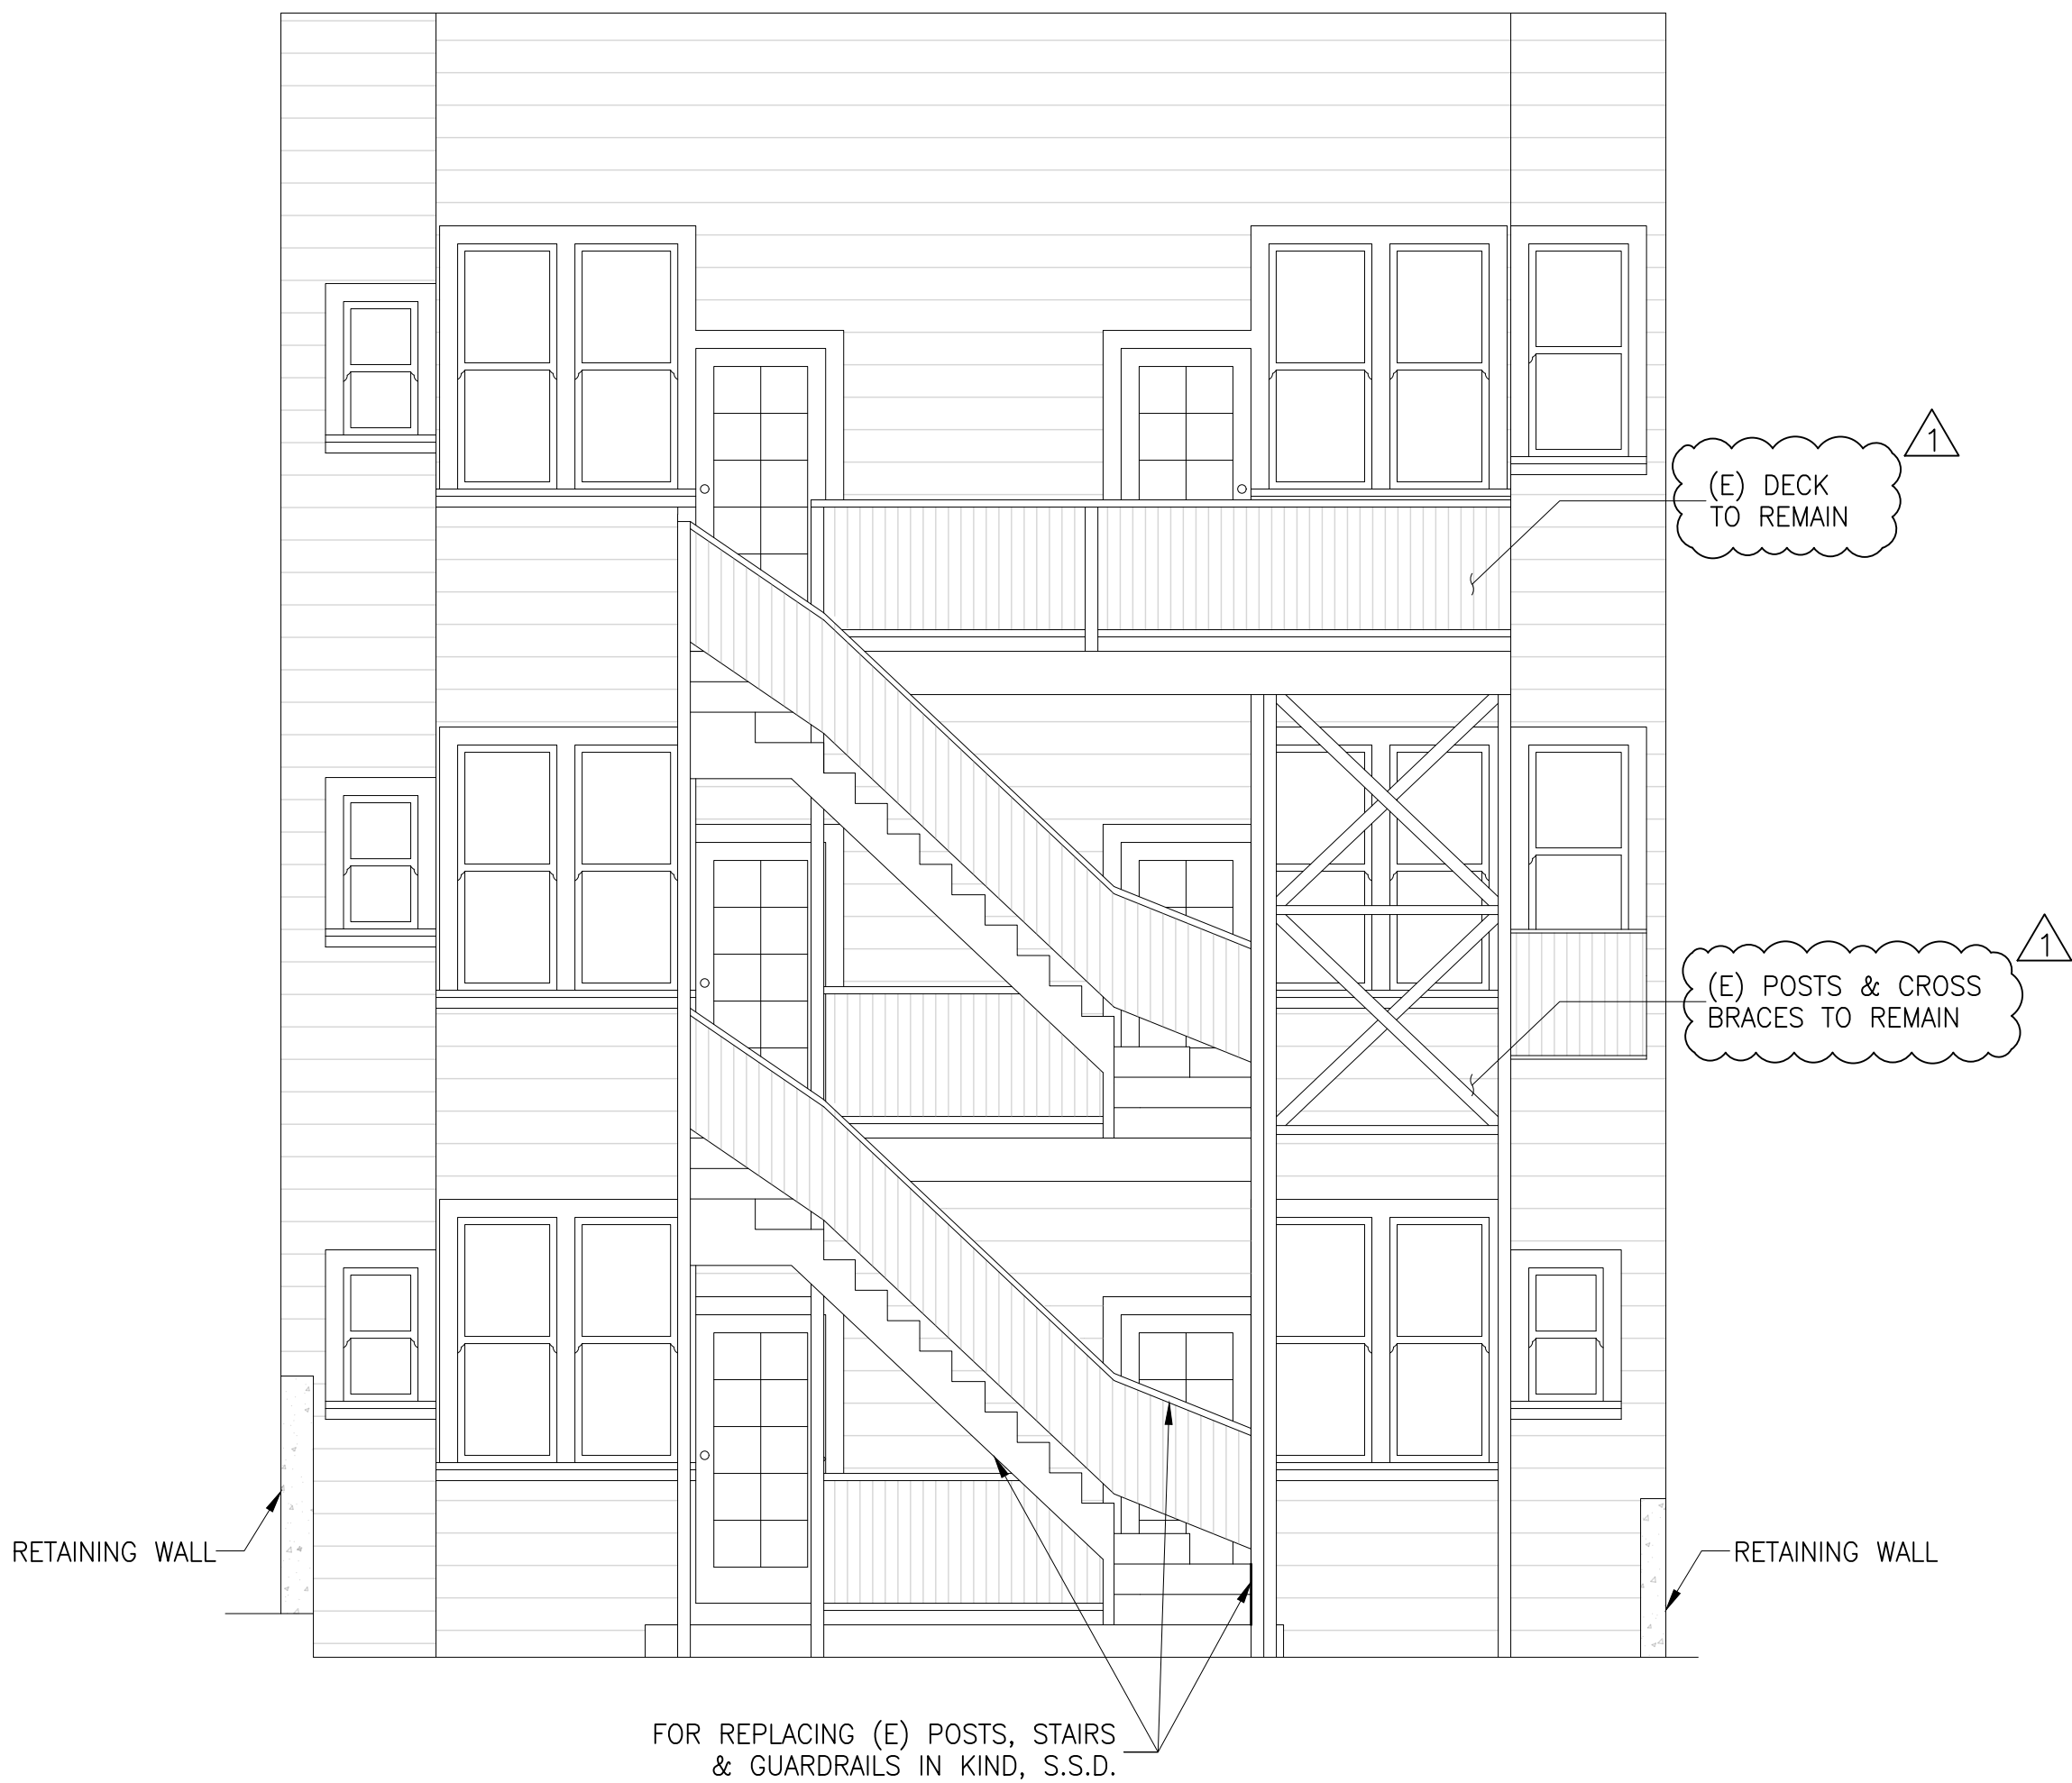 1
(E) DECK
TO REMAIN
1
(E) POSTS & CROSS
BRACES TO REMAIN
RETAINING WALL
RETAINING WALL
FOR REPLACING (E) POSTS, STAIRS
& GUARDRAILS IN KIND, S.S.D.